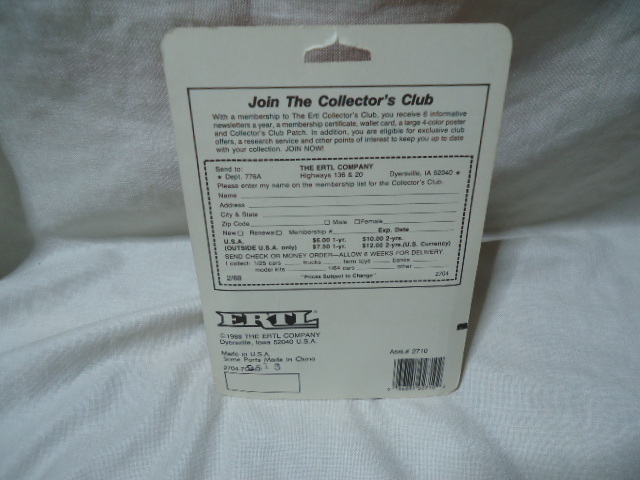 Join The Collector's Club
With a membership to The Ertl Collector's Club, you receive 6 informative
newsletters a year, a membership certificate, wallet card, a large 4-color poster
and Collector's Club Patch. In addition, you are eligible for exclusive club
offers, a research service and other points of interest to keep you up to date
with your collection. JOIN NOW!
Send to: THE ERTL COMPANY
★ Dept. 776A Highways 136 & 20 Dyersville, IA 52040 ★
Please enter my name on the membership list for the Collector's Club.
Name
Address
City & State
Zip Code □ Male □ Female
New □ Renewal □ Membership # Exp. Date
U.S.A. $6.00 1-yr. $10.00 2-yrs.
(OUTSIDE U.S.A. only) $7.50 1-yr. $12.00 2-yrs. (U.S. Currency)
SEND CHECK OR MONEY ORDER—ALLOW 6 WEEKS FOR DELIVERY.
I collect: 1/25 cars trucks farm toys banks
model kits 1/64 cars other
2/88 "Prices Subject to Change" 2704
ERTL
© 1988 THE ERTL COMPANY
Dyersville, Iowa 52040 U.S.A.
Made in U.S.A.
Some Parts Made in China
Asm.# 2710